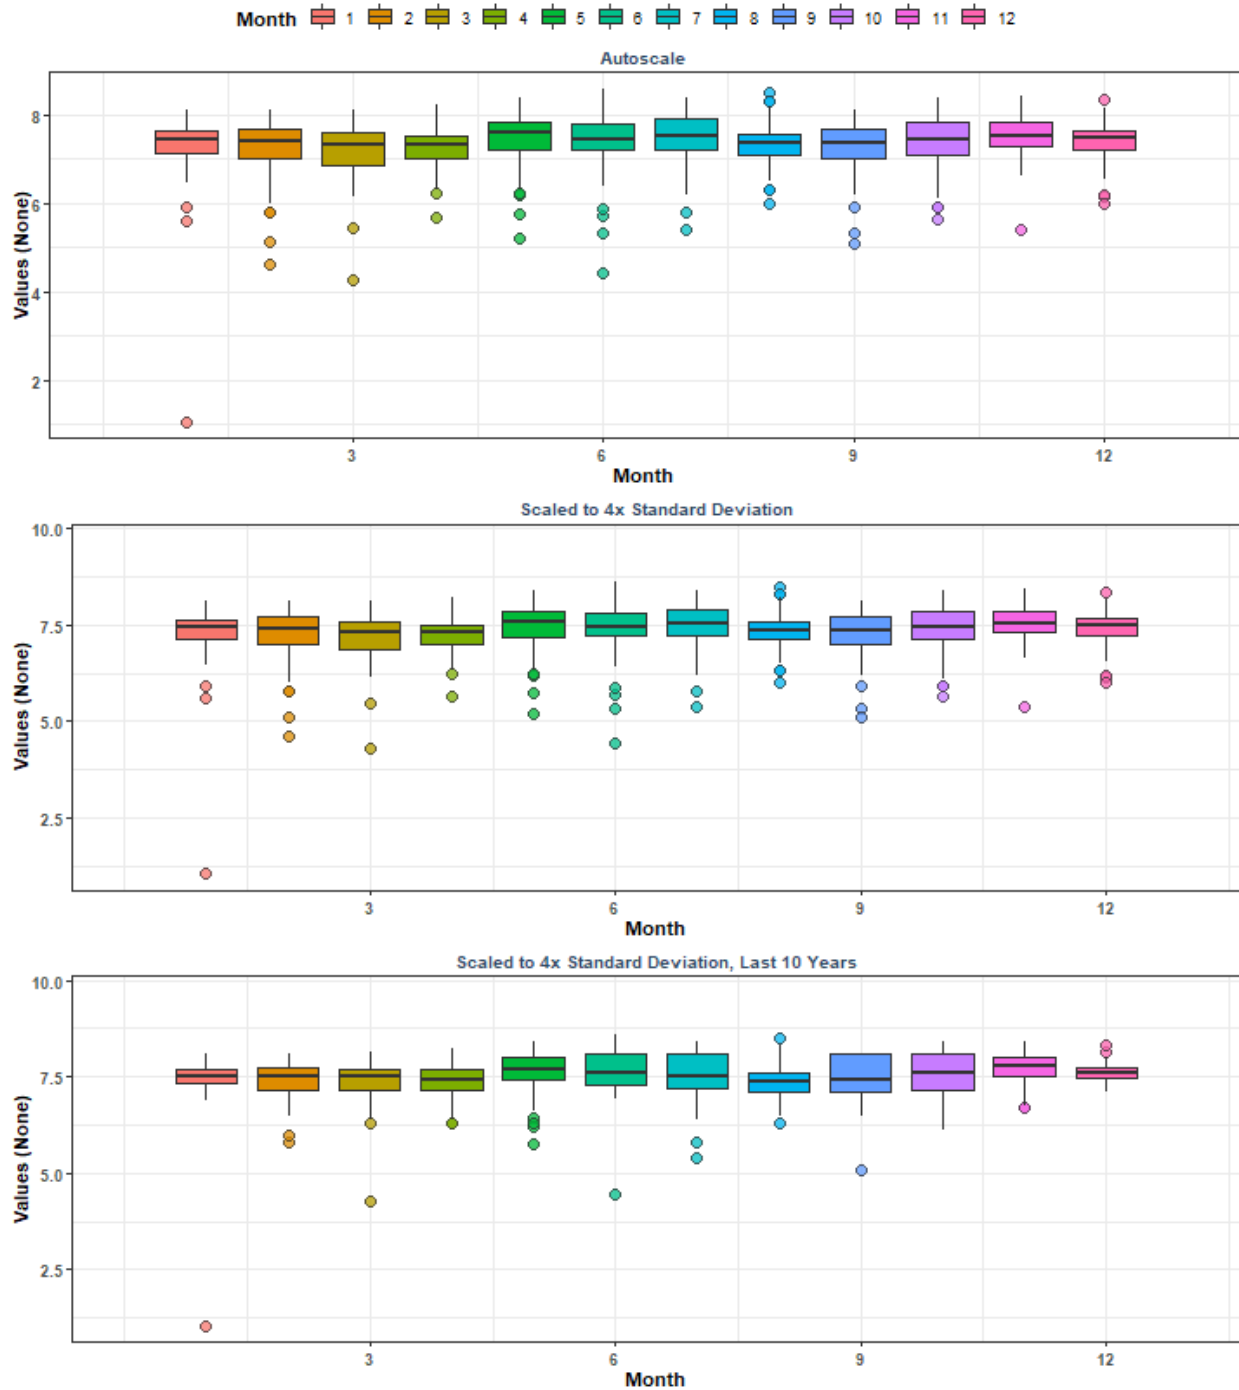 Month 1 2 3 4 5 6 7 8 9 10 11 12
Autoscale
Values (None)
8
6
4
2
3 6 9 12
Month
Scaled to 4x Standard Deviation
Values (None)
10.0
7.5
5.0
2.5
3 6 9 12
Month
Scaled to 4x Standard Deviation, Last 10 Years
Values (None)
10.0
7.5
5.0
2.5
3 6 9 12
Month